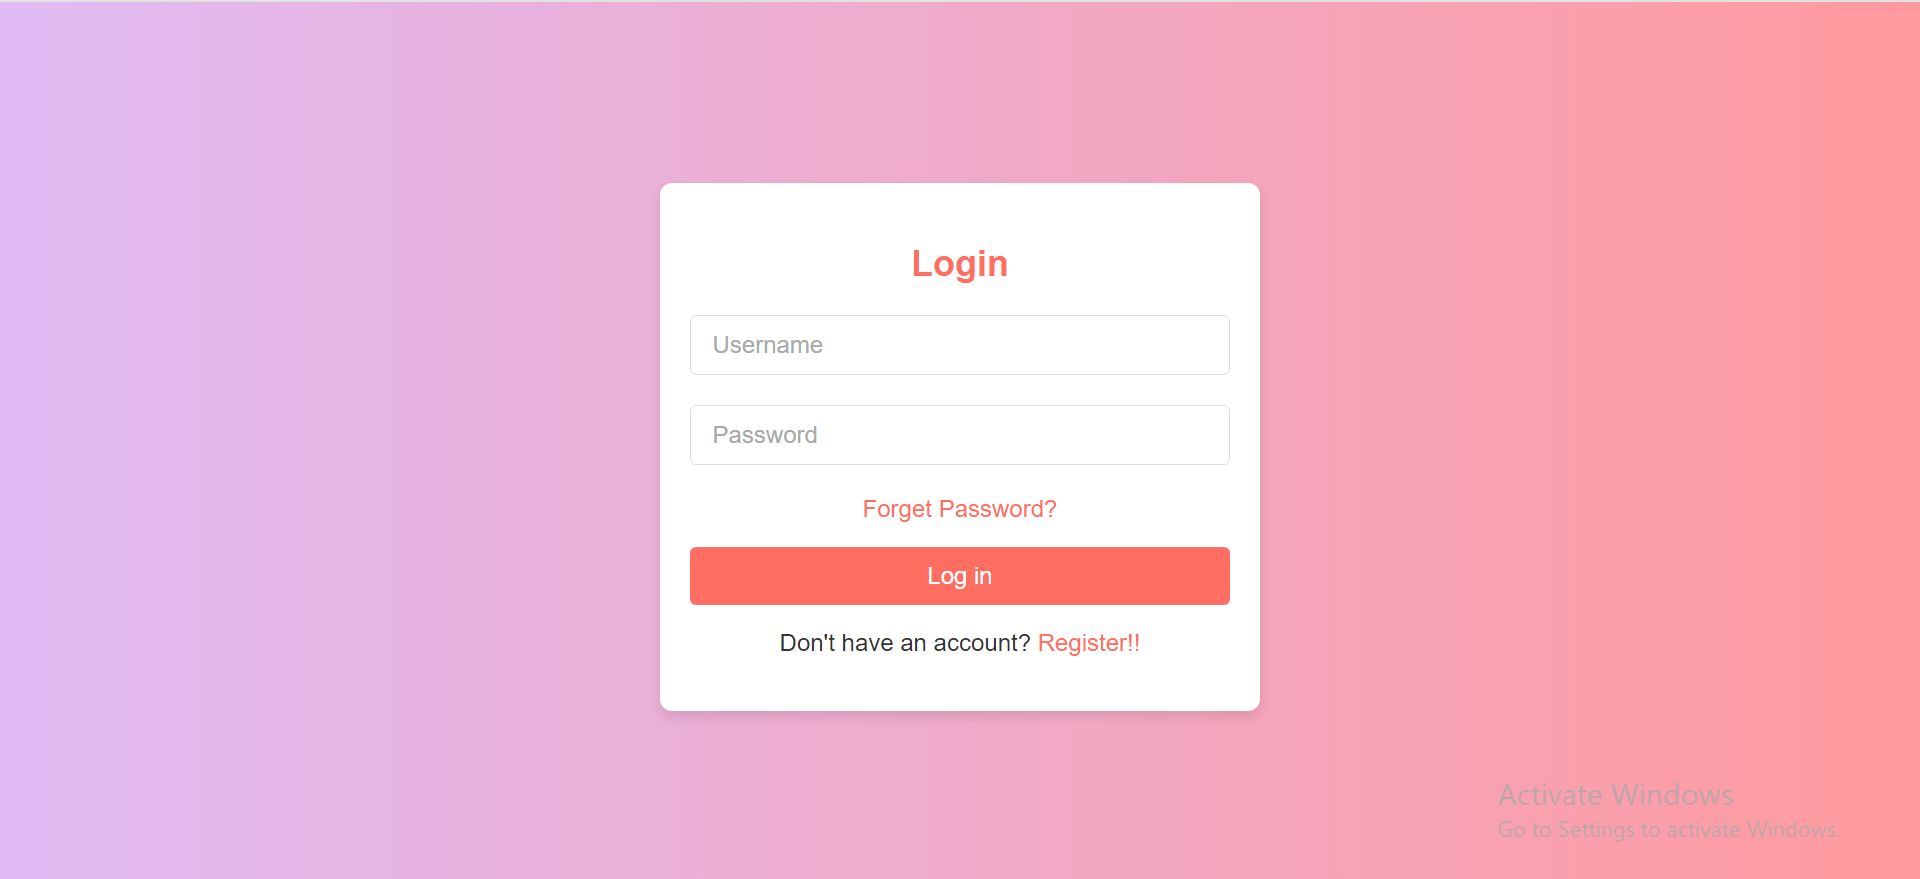 Login
Username
Password
Forget Password?
Log in
Don't have an account? Register!!
Activate Windows
Go to Settings to activate Windows.